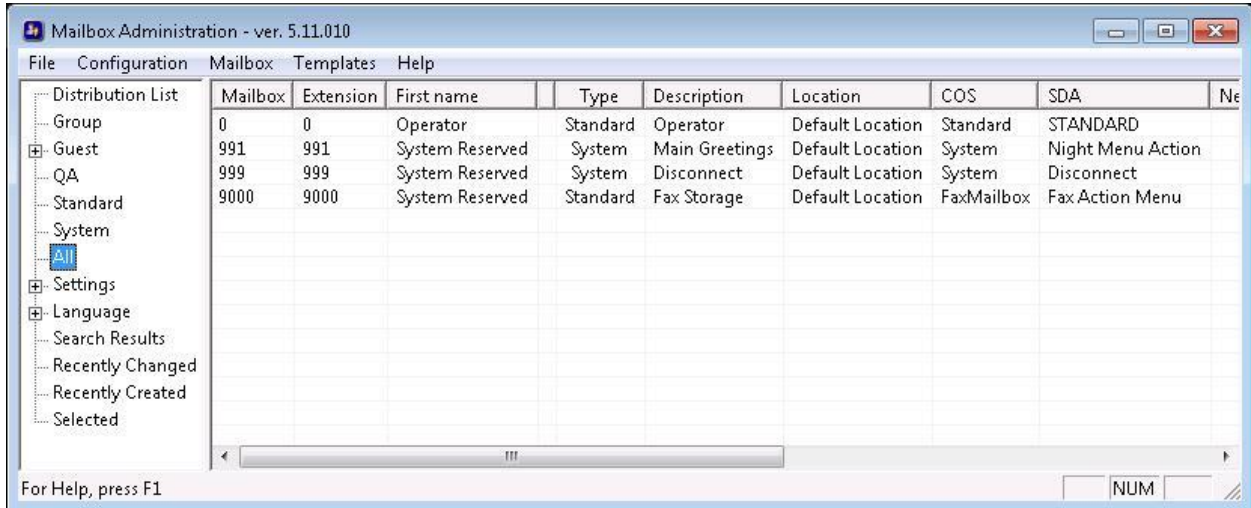 Mailbox Administration - ver. 5.11.010
File Configuration Mailbox Templates Help
Distribution List
Group
Guest
QA
Standard
System
All
Settings
Language
Search Results
Recently Changed
Recently Created
Selected
Mailbox Extension First name Type Description Location COS SDA Ne
0 0 Operator Standard Operator Default Location Standard STANDARD
991 991 System Reserved System Main Greetings Default Location System Night Menu Action
999 999 System Reserved System Disconnect Default Location System Disconnect
9000 9000 System Reserved Standard Fax Storage Default Location FaxMailbox Fax Action Menu
For Help, press F1
NUM